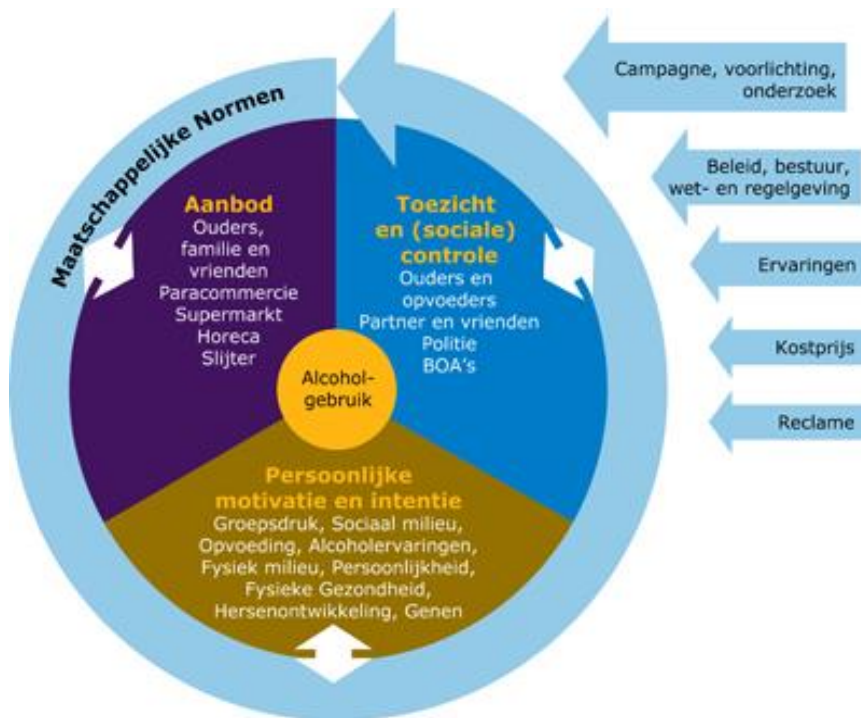 Maatschappelijke Normen
Aanbod
Ouders,
familie en
vrienden
Paracommercie
Supermarkt
Horeca
Slijter
Toezicht
en (sociale)
controle
Ouders en
opvoeders
Partner en vrienden
Politie
BOA's
Alcohol-
gebruik
Persoonlijke
motivatie en intentie
Groepsdruk, Sociaal milieu,
Opvoeding, Alcoholervaringen,
Fysiek milieu, Persoonlijkheid,
Fysieke Gezondheid,
Hersenontwikkeling, Genen
Campagne, voorlichting,
onderzoek
Beleid, bestuur,
wet- en regelgeving
Ervaringen
Kostprijs
Reclame